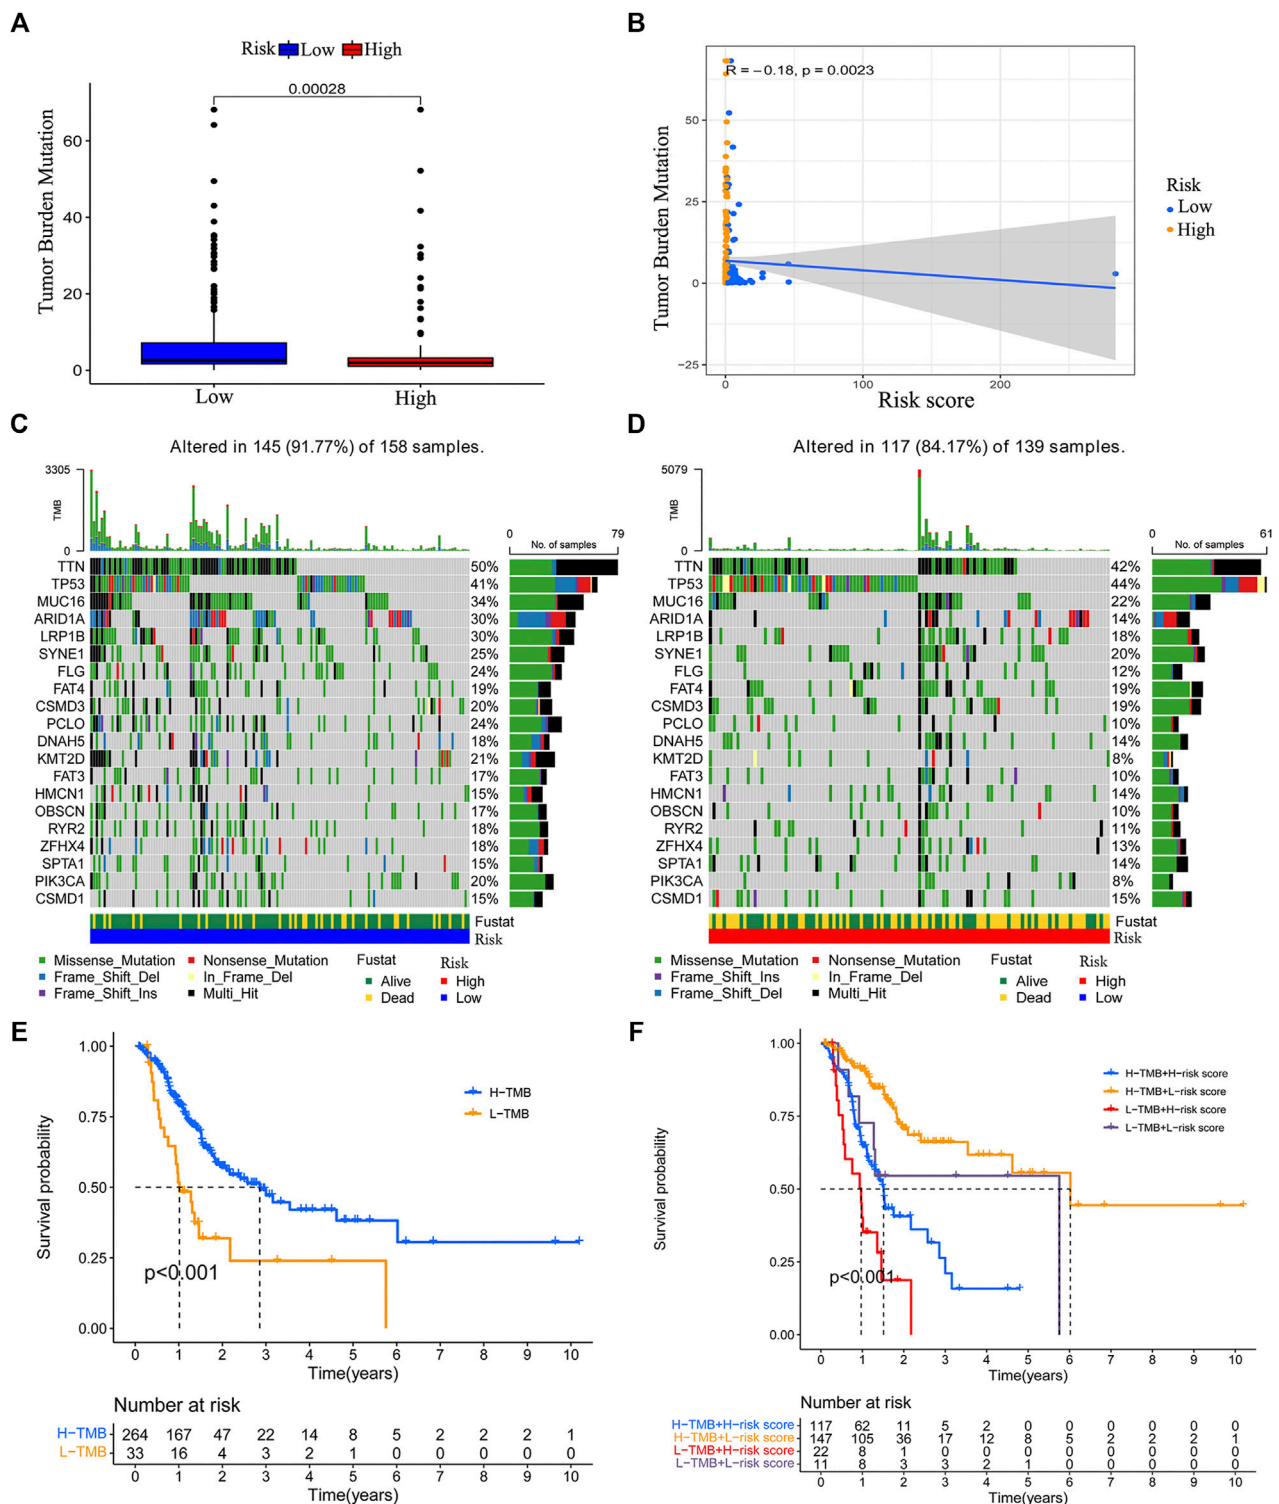 A
Risk Low High
0.00028
Tumor Burden Mutation
60
40
20
0
Low High
B
R = −0.18, p = 0.0023
Tumor Burden Mutation
50
25
0
−25
0 100 200
Risk score
Risk
Low
High
C
Altered in 145 (91.77%) of 158 samples.
3305
TMB
0
0 79
No. of samples
TTN 50%
TP53 41%
MUC16 34%
ARID1A 30%
LRP1B 30%
SYNE1 25%
FLG 24%
FAT4 19%
CSMD3 20%
PCLO 24%
DNAH5 18%
KMT2D 21%
FAT3 17%
HMCN1 15%
OBSCN 17%
RYR2 18%
ZFHX4 18%
SPTA1 15%
PIK3CA 20%
CSMD1 15%
Fustat
Risk
Missense_Mutation Nonsense_Mutation Fustat Risk
Frame_Shift_Del In_Frame_Del Alive High
Frame_Shift_Ins Multi_Hit Dead Low
D
Altered in 117 (84.17%) of 139 samples.
5079
TMB
0
0 61
No. of samples
TTN 42%
TP53 44%
MUC16 22%
ARID1A 14%
LRP1B 18%
SYNE1 20%
FLG 12%
FAT4 19%
CSMD3 19%
PCLO 10%
DNAH5 14%
KMT2D 8%
FAT3 10%
HMCN1 14%
OBSCN 10%
RYR2 11%
ZFHX4 13%
SPTA1 14%
PIK3CA 8%
CSMD1 15%
Fustat
Risk
Missense_Mutation Nonsense_Mutation Fustat Risk
Frame_Shift_Ins In_Frame_Del Alive High
Frame_Shift_Del Multi_Hit Dead Low
E
Survival probability
1.00
0.75
0.50
0.25
0.00
H−TMB
L−TMB
p<0.001
0 1 2 3 4 5 6 7 8 9 10
Time(years)
Number at risk
H−TMB 264 167 47 22 14 8 5 2 2 2 1
L−TMB 33 16 4 3 2 1 0 0 0 0 0
0 1 2 3 4 5 6 7 8 9 10
Time(years)
F
Survival probability
1.00
0.75
0.50
0.25
0.00
H−TMB+H−risk score
H−TMB+L−risk score
L−TMB+H−risk score
L−TMB+L−risk score
p<0.001
0 1 2 3 4 5 6 7 8 9 10
Time(years)
Number at risk
H−TMB+H−risk score 117 62 11 5 2 0 0 0 0 0 0
H−TMB+L−risk score 147 105 36 17 12 8 5 2 2 2 1
L−TMB+H−risk score 22 8 1 0 0 0 0 0 0 0 0
L−TMB+L−risk score 11 8 3 3 2 1 0 0 0 0 0
0 1 2 3 4 5 6 7 8 9 10
Time(years)